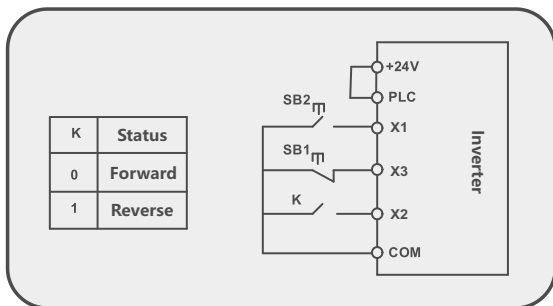 K Status
0 Forward
1 Reverse
+24V
PLC
SB2
X1
SB1
X3
K
X2
COM
Inverter